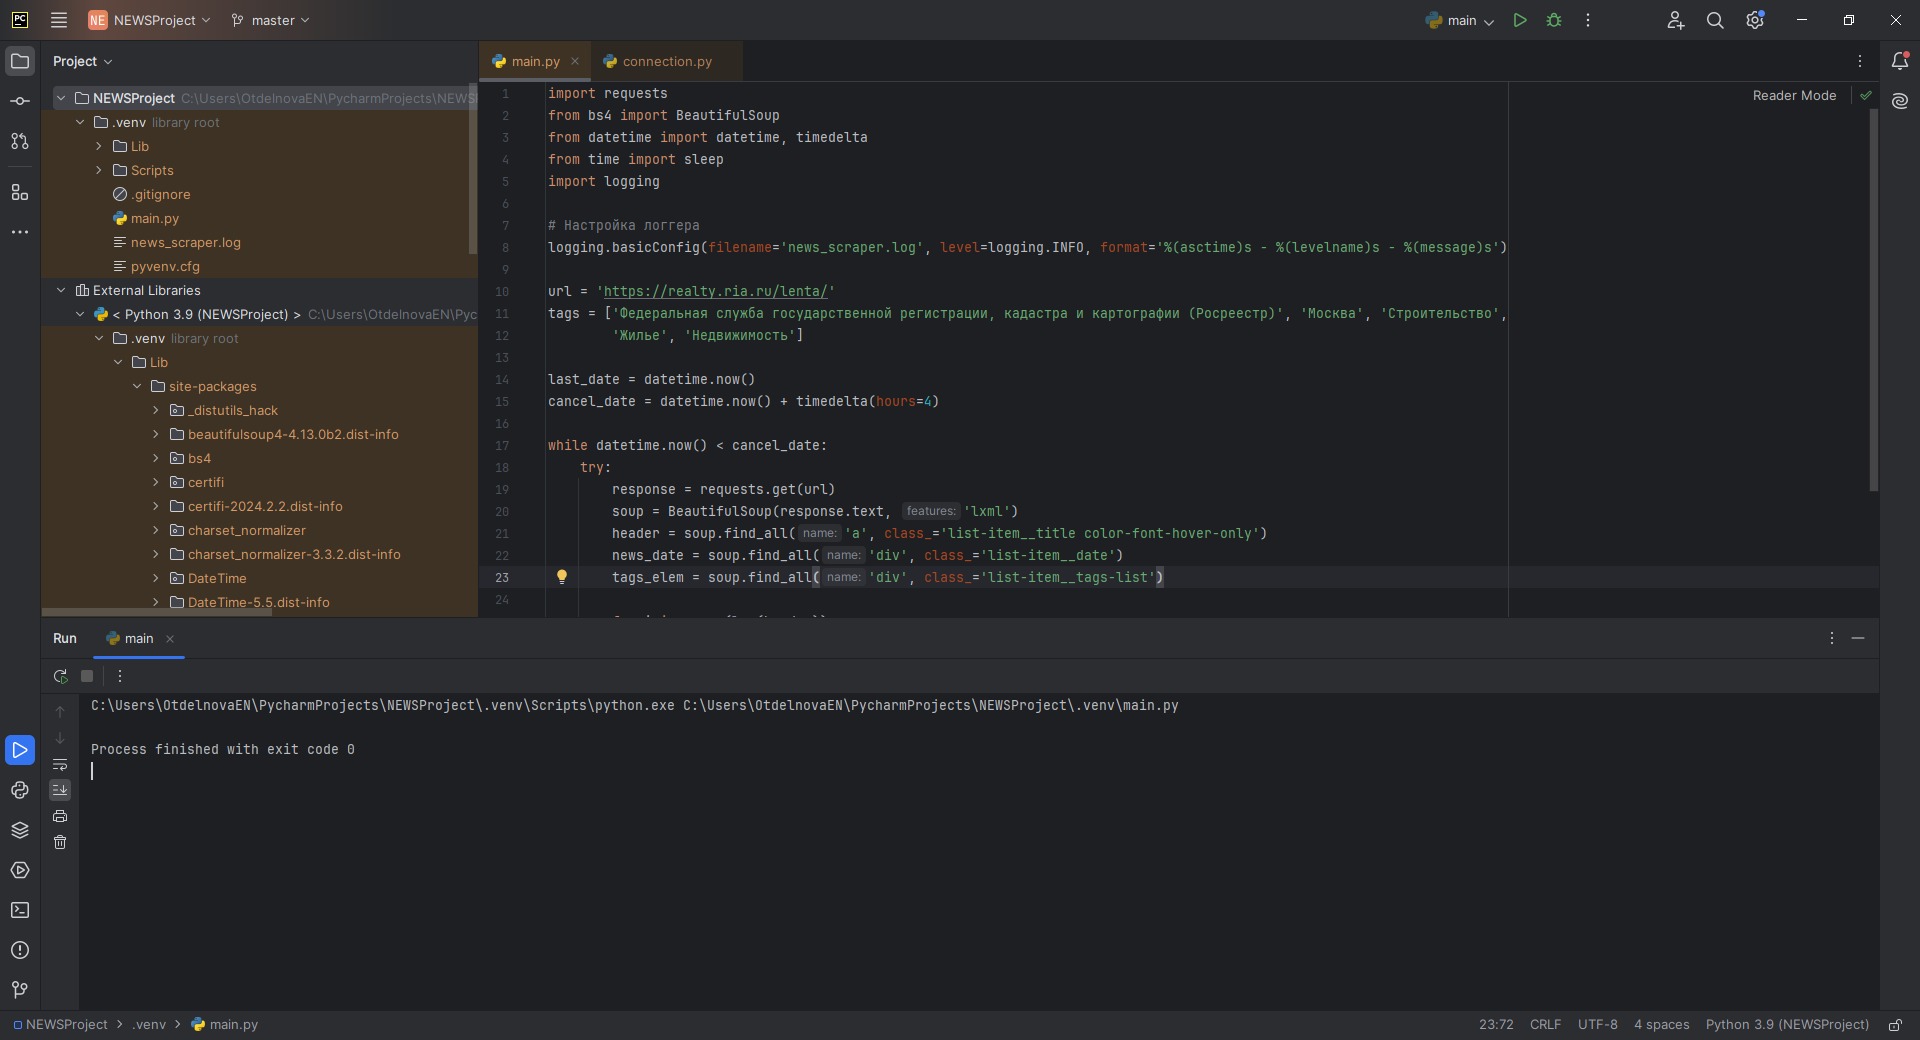 PC
NE NEWSProject master main
Project
NEWSProject C:\Users\OtdelnovaEN\PycharmProjects\NEWS
.venv library root
Lib
Scripts
.gitignore
main.py
news_scraper.log
pyvenv.cfg
External Libraries
< Python 3.9 (NEWSProject) > C:\Users\OtdelnovaEN\Pyc
.venv library root
Lib
site-packages
_distutils_hack
beautifulsoup4-4.13.0b2.dist-info
bs4
certifi
certifi-2024.2.2.dist-info
charset_normalizer
charset_normalizer-3.3.2.dist-info
DateTime
DateTime-5.5.dist-info
main.py connection.py
Reader Mode
1 import requests
2 from bs4 import BeautifulSoup
3 from datetime import datetime, timedelta
4 from time import sleep
5 import logging
6
7 # Настройка логгера
8 logging.basicConfig(filename='news_scraper.log', level=logging.INFO, format='%(asctime)s - %(levelname)s - %(message)s')
9
10 url = 'https://realty.ria.ru/lenta/'
11 tags = ['Федеральная служба государственной регистрации, кадастра и картографии (Росреестр)', 'Москва', 'Строительство',
12 'Жилье', 'Недвижимость']
13
14 last_date = datetime.now()
15 cancel_date = datetime.now() + timedelta(hours=4)
16
17 while datetime.now() < cancel_date:
18 try:
19 response = requests.get(url)
20 soup = BeautifulSoup(response.text, features: 'lxml')
21 header = soup.find_all( name: 'a', class_='list-item__title color-font-hover-only')
22 news_date = soup.find_all( name: 'div', class_='list-item__date')
23 tags_elem = soup.find_all( name: 'div', class_='list-item__tags-list')
24
Run main
C:\Users\OtdelnovaEN\PycharmProjects\NEWSProject\.venv\Scripts\python.exe C:\Users\OtdelnovaEN\PycharmProjects\NEWSProject\.venv\main.py
Process finished with exit code 0
NEWSProject > .venv > main.py
23:72 CRLF UTF-8 4 spaces Python 3.9 (NEWSProject)